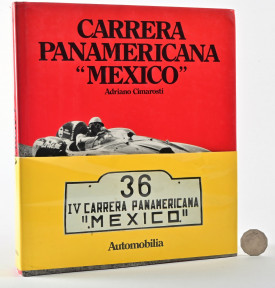 CARRERA
PANAMERICANA
"MEXICO"
Adriano Cimarosti
36
IV CARRERA PANAMERICANA
"MEXICO"
Automobilia